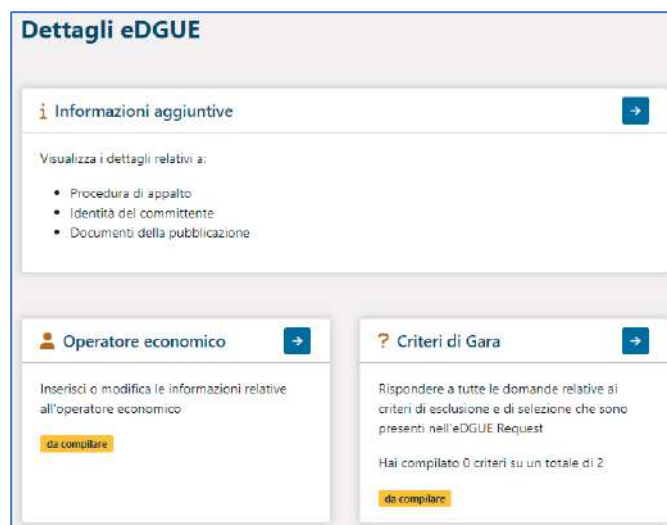 Dettagli eDGUE
i Informazioni aggiuntive
Visualizza i dettagli relativi a:
• Procedura di appalto
• Identità del committente
• Documenti della pubblicazione
Operatore economico
Inserisci o modifica le informazioni relative
all'operatore economico
da compilare
? Criteri di Gara
Rispondere a tutte le domande relative ai
criteri di esclusione e di selezione che sono
presenti nell'eDGUE Request
Hai compilato 0 criteri su un totale di 2
da compilare